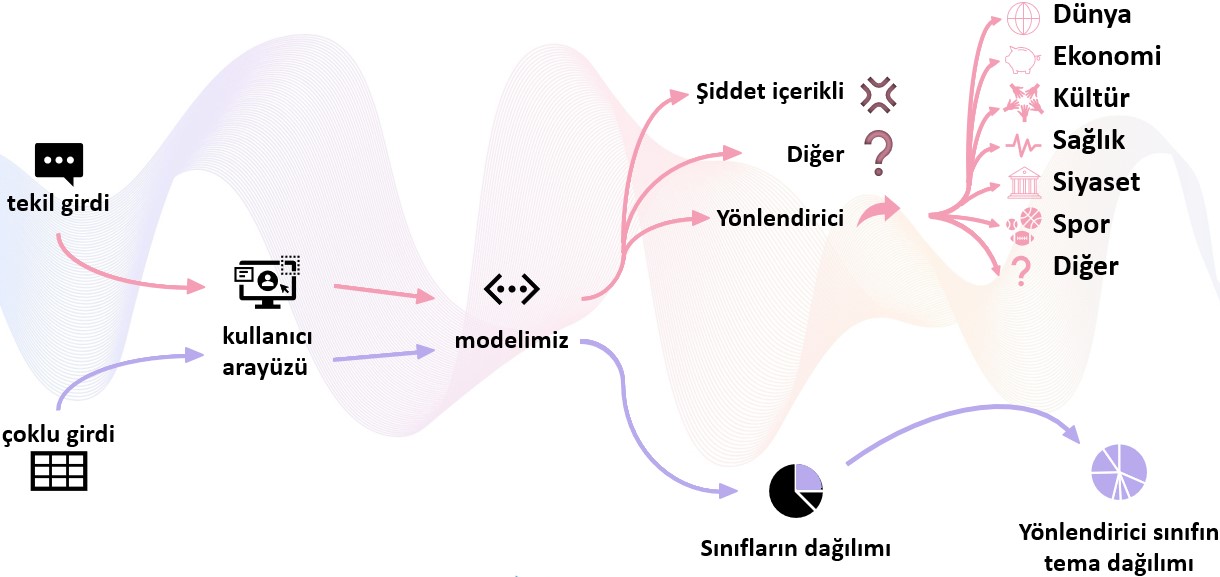 tekil girdi
çoklu girdi
kullanıcı
arayüzü
modelimiz
Şiddet içerikli
Diğer
Yönlendirici
Dünya
Ekonomi
Kültür
Sağlık
Siyaset
Spor
Diğer
Sınıfların dağılımı
Yönlendirici sınıfın
tema dağılımı